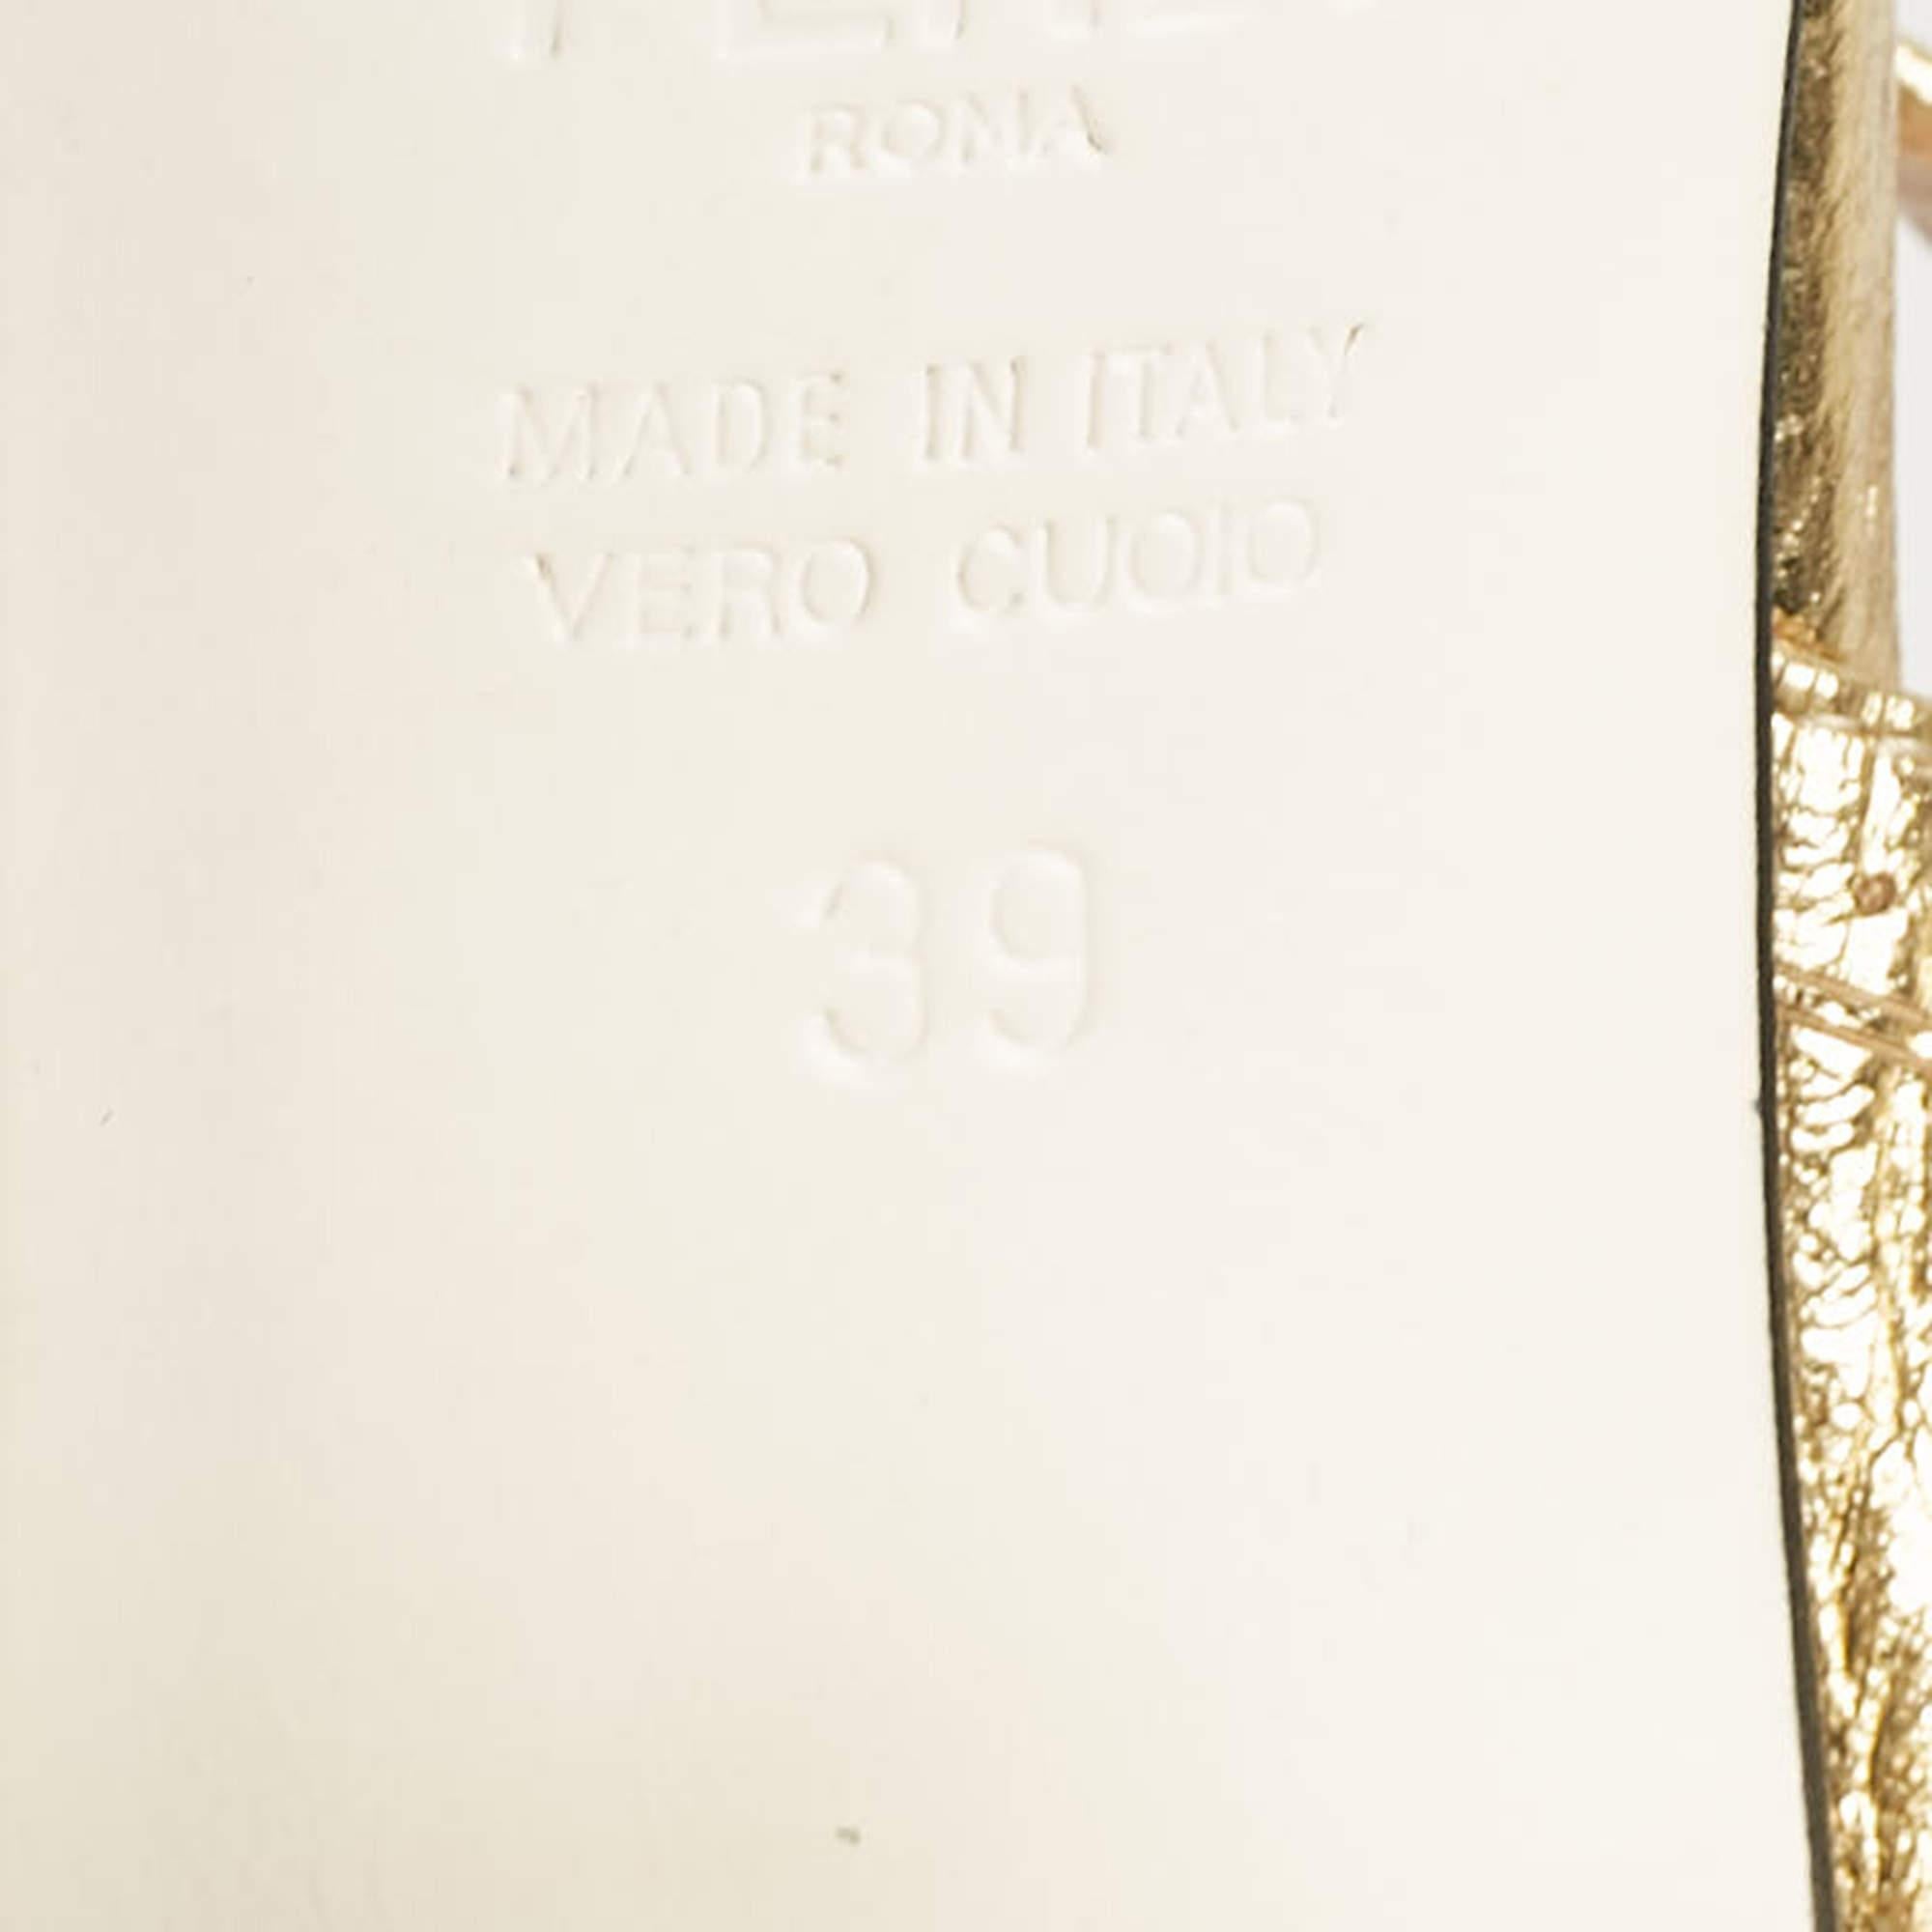 ROMA
MADE IN ITALY
VERO CUOIO
39